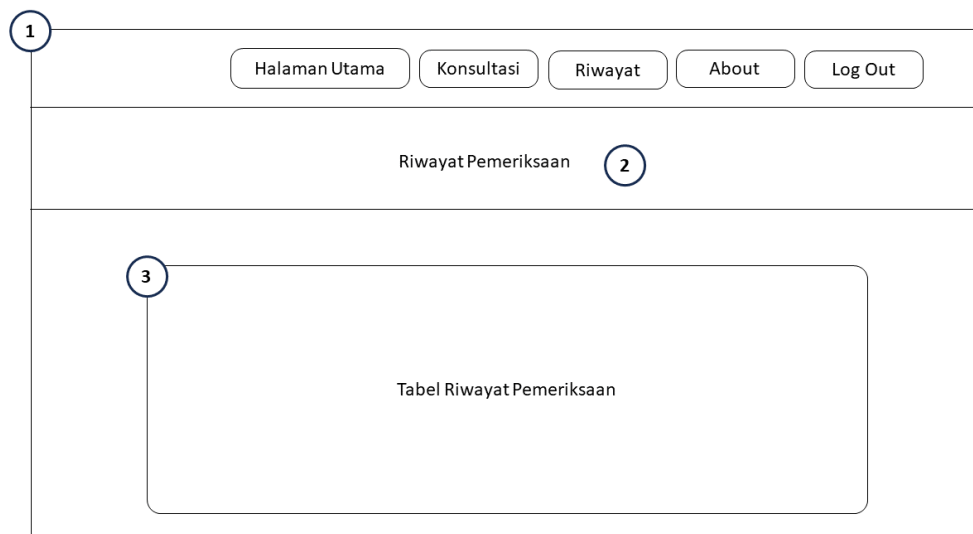 1
Halaman Utama Konsultasi Riwayat About Log Out
Riwayat Pemeriksaan 2
3
Tabel Riwayat Pemeriksaan